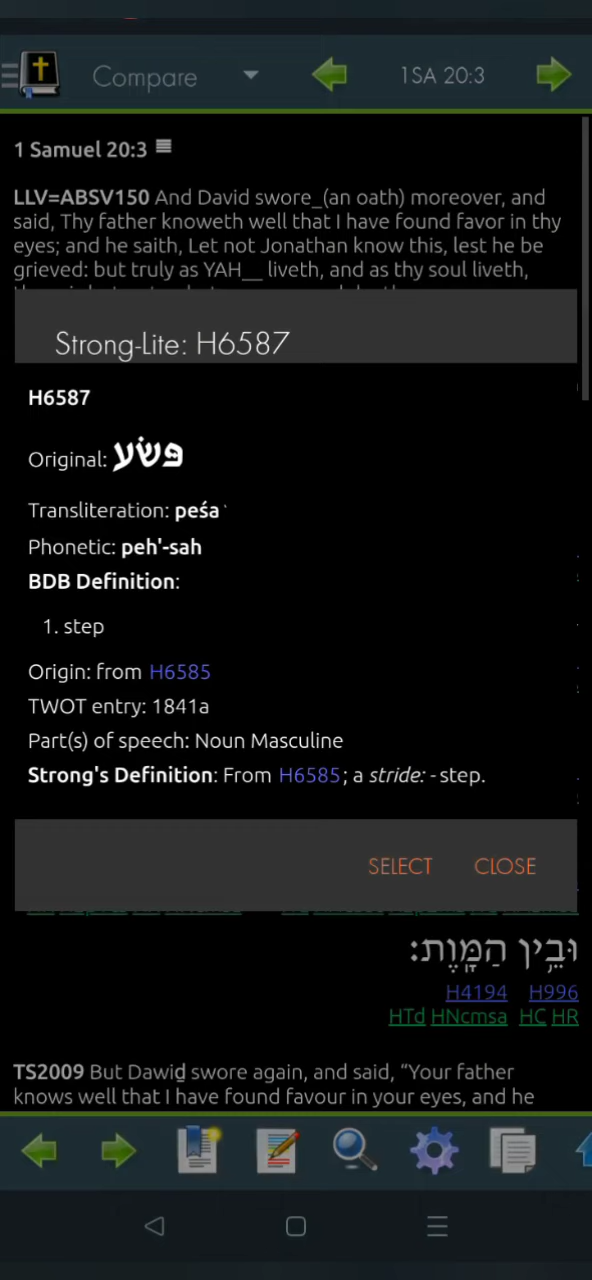 Compare
1SA 20:3
1 Samuel 20:3
LLV=ABSV150 And David swore_(an oath) moreover, and
said, Thy father knoweth well that I have found favor in thy
eyes; and he saith, Let not Jonathan know this, lest he be
grieved: but truly as YAH__ liveth, and as thy soul liveth,
Strong-Lite: H6587
H6587
Original: פֶּשַׂע
Transliteration: peśa‛
Phonetic: peh'-sah
BDB Definition:
1. step
Origin: from H6585
TWOT entry: 1841a
Part(s) of speech: Noun Masculine
Strong's Definition: From H6585; a stride: - step.
SELECT CLOSE
וּבֵ֥ין הַמָּֽוֶת׃
H4194 H996
HTd HNcmsa HC HR
TS2009 But Dawiḏ swore again, and said, “Your father
knows well that I have found favour in your eyes, and he